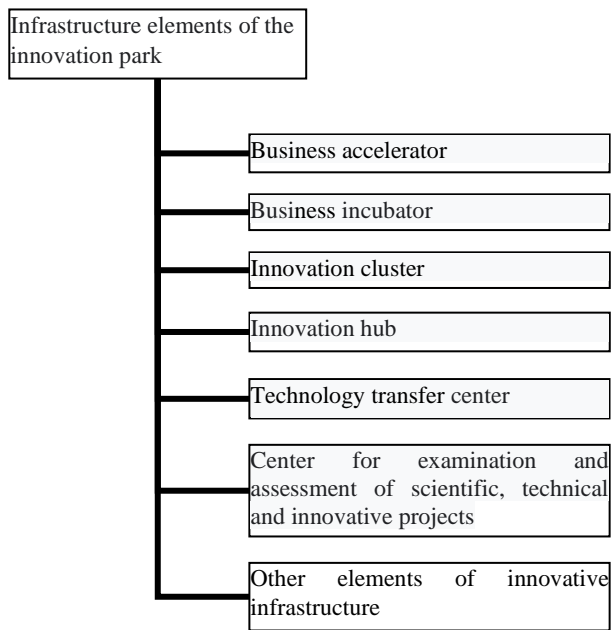 Infrastructure elements of the
innovation park
Business accelerator
Business incubator
Innovation cluster
Innovation hub
Technology transfer center
Center for examination and
assessment of scientific, technical
and innovative projects
Other elements of innovative
infrastructure